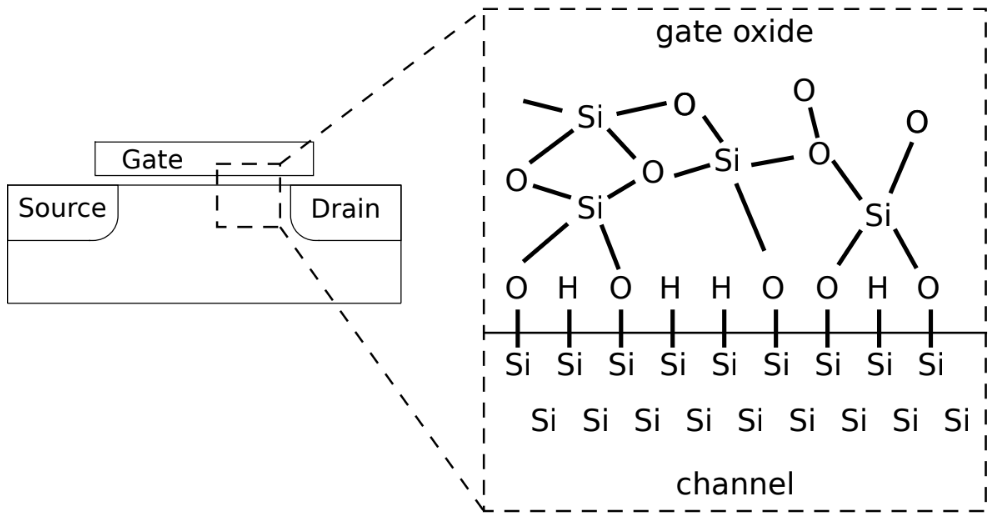 gate oxide
Gate
Source
Drain
O
Si O O
Si O O
O Si Si
O H O H H O O H O
Si Si Si Si Si Si Si Si Si
Si Si Si Si Si Si Si Si Si
channel